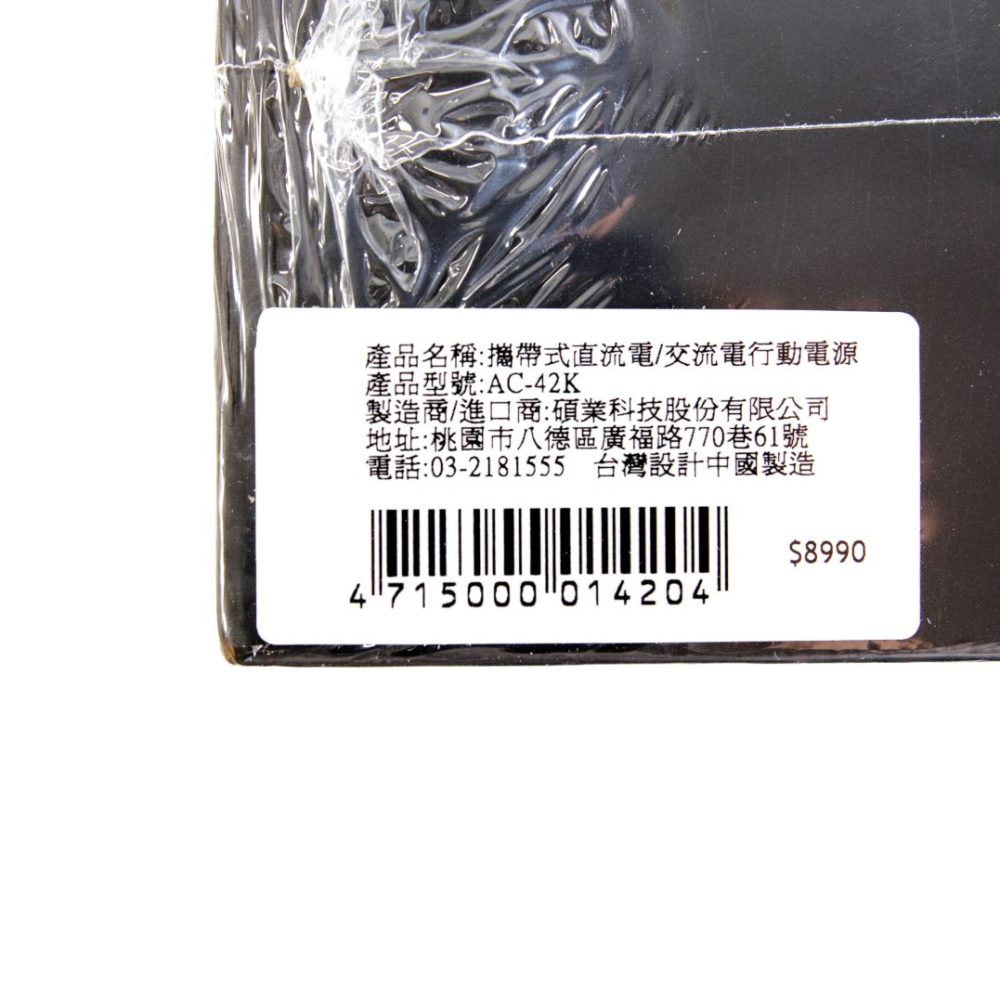 產品名稱:攜帶式直流電/交流電行動電源
產品型號:AC-42K
製造商/進口商:碩業科技股份有限公司
地址:桃園市八德區廣福路770巷61號
電話:03-2181555 台灣設計中國製造
$8990
4 715000 014204